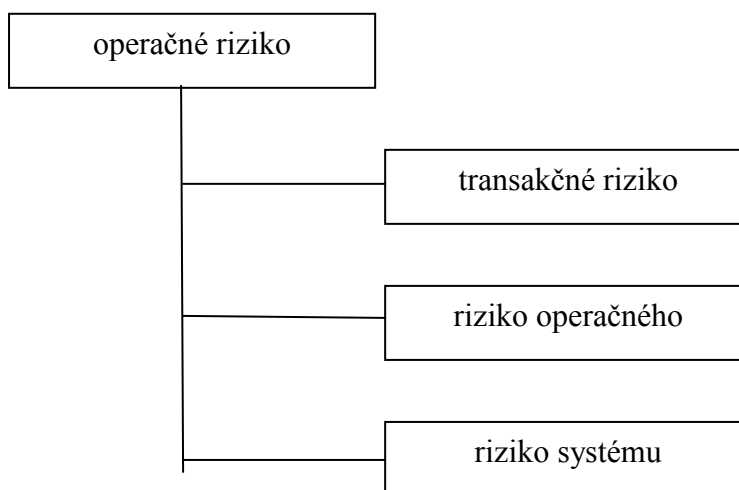 operačné riziko
transakčné riziko
riziko operačného
riziko systému